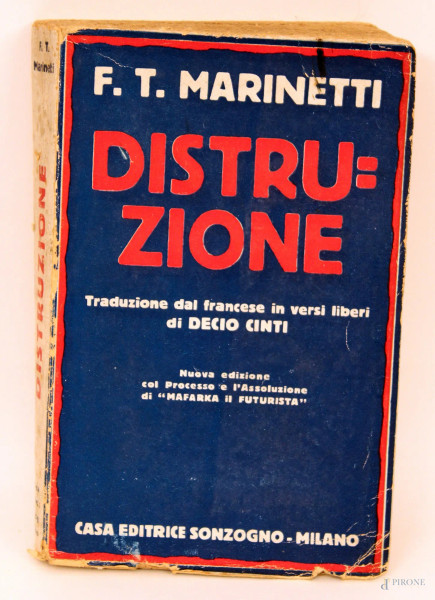 F. T.
Marinetti
DISTRUZIONE
F. T. MARINETTI
DISTRU=
ZIONE
Traduzione dal francese in versi liberi
di DECIO CINTI
Nuova edizione
col Processo e l'Assoluzione
di "MAFARKA il FUTURISTA"
CASA EDITRICE SONZOGNO - MILANO
PIRONE